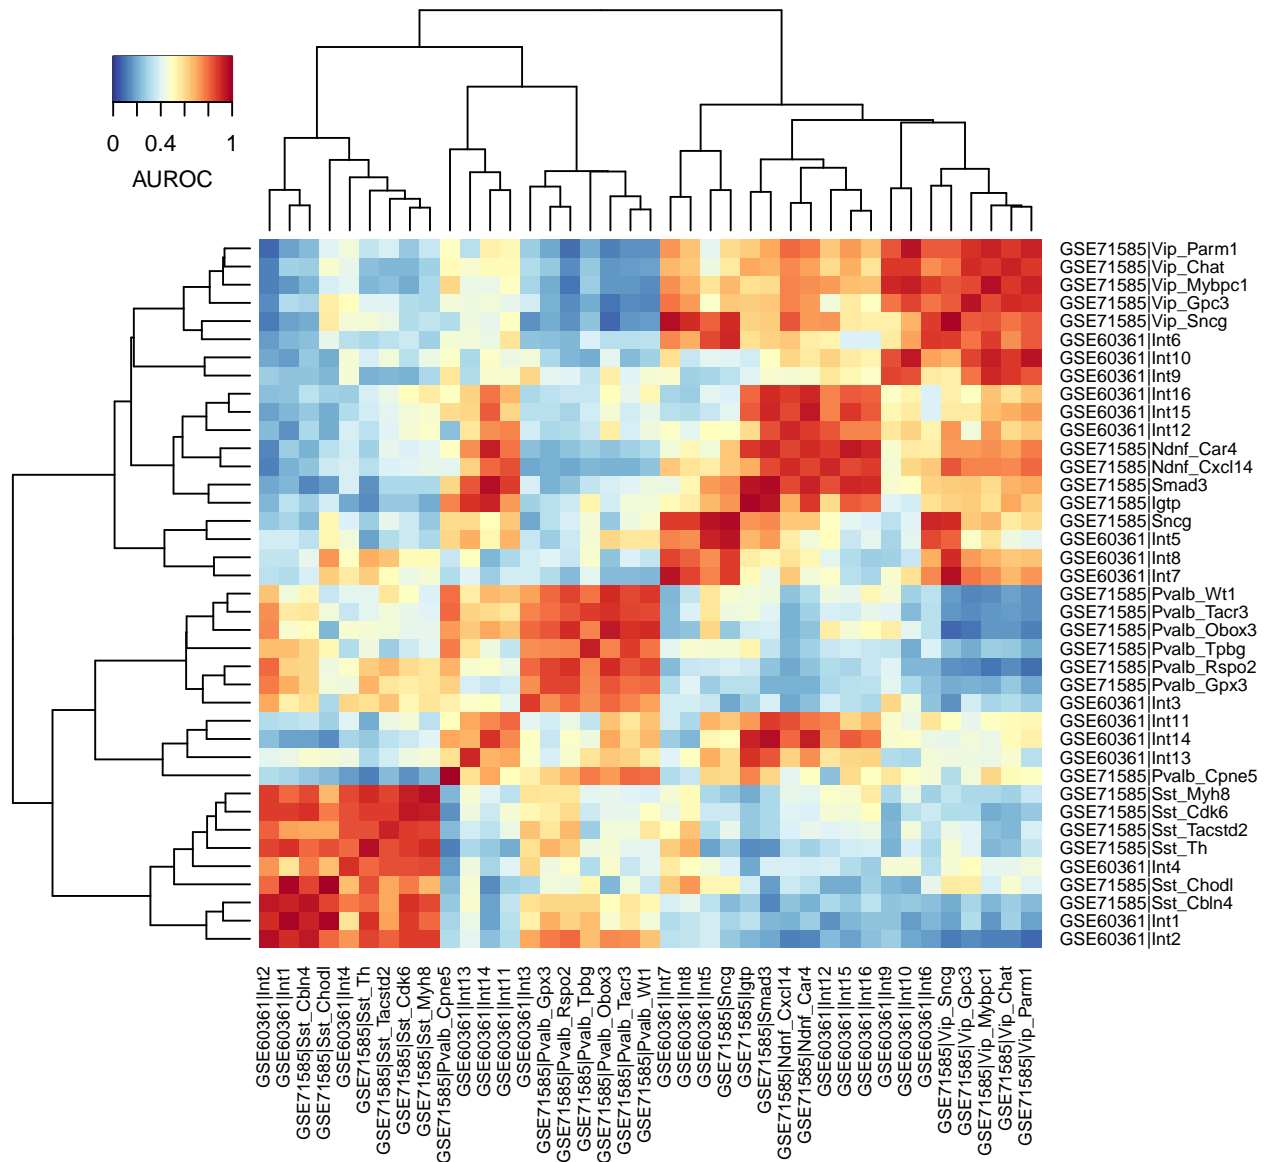 0 0.4 1
AUROC
GSE71585|Vip_Parm1
GSE71585|Vip_Chat
GSE71585|Vip_Mybpc1
GSE71585|Vip_Gpc3
GSE71585|Vip_Sncg
GSE60361|Int6
GSE60361|Int10
GSE60361|Int9
GSE60361|Int16
GSE60361|Int15
GSE60361|Int12
GSE71585|Ndnf_Car4
GSE71585|Ndnf_Cxcl14
GSE71585|Smad3
GSE71585|Igtp
GSE71585|Sncg
GSE60361|Int5
GSE60361|Int8
GSE60361|Int7
GSE71585|Pvalb_Wt1
GSE71585|Pvalb_Tacr3
GSE71585|Pvalb_Obox3
GSE71585|Pvalb_Tpbg
GSE71585|Pvalb_Rspo2
GSE71585|Pvalb_Gpx3
GSE60361|Int3
GSE60361|Int11
GSE60361|Int14
GSE60361|Int13
GSE71585|Pvalb_Cpne5
GSE71585|Sst_Myh8
GSE71585|Sst_Cdk6
GSE71585|Sst_Tacstd2
GSE71585|Sst_Th
GSE60361|Int4
GSE71585|Sst_Chodl
GSE71585|Sst_Cbln4
GSE60361|Int1
GSE60361|Int2
GSE60361|Int2
GSE60361|Int1
GSE71585|Sst_Cbln4
GSE71585|Sst_Chodl
GSE60361|Int4
GSE71585|Sst_Th
GSE71585|Sst_Tacstd2
GSE71585|Sst_Cdk6
GSE71585|Sst_Myh8
GSE71585|Pvalb_Cpne5
GSE60361|Int13
GSE60361|Int14
GSE60361|Int11
GSE60361|Int3
GSE71585|Pvalb_Gpx3
GSE71585|Pvalb_Rspo2
GSE71585|Pvalb_Tpbg
GSE71585|Pvalb_Obox3
GSE71585|Pvalb_Tacr3
GSE71585|Pvalb_Wt1
GSE60361|Int7
GSE60361|Int8
GSE60361|Int5
GSE71585|Sncg
GSE71585|Igtp
GSE71585|Smad3
GSE71585|Ndnf_Cxcl14
GSE71585|Ndnf_Car4
GSE60361|Int12
GSE60361|Int15
GSE60361|Int16
GSE60361|Int9
GSE60361|Int10
GSE60361|Int6
GSE71585|Vip_Sncg
GSE71585|Vip_Gpc3
GSE71585|Vip_Mybpc1
GSE71585|Vip_Chat
GSE71585|Vip_Parm1